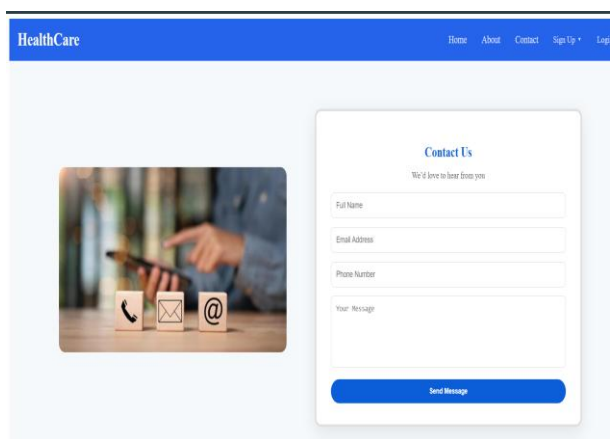 HealthCare
Home About Contact Sign Up ▾ Logi
Contact Us
We'd love to hear from you
Full Name
Email Address
Phone Number
Your Message
Send Message
@